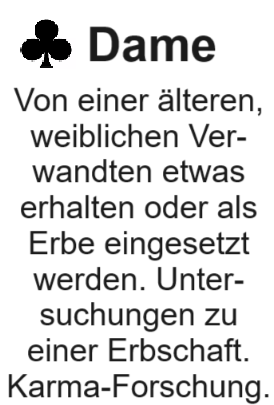 ♣ Dame
Von einer älteren,
weiblichen Ver-
wandten etwas
erhalten oder als
Erbe eingesetzt
werden. Unter-
suchungen zu
einer Erbschaft.
Karma-Forschung.